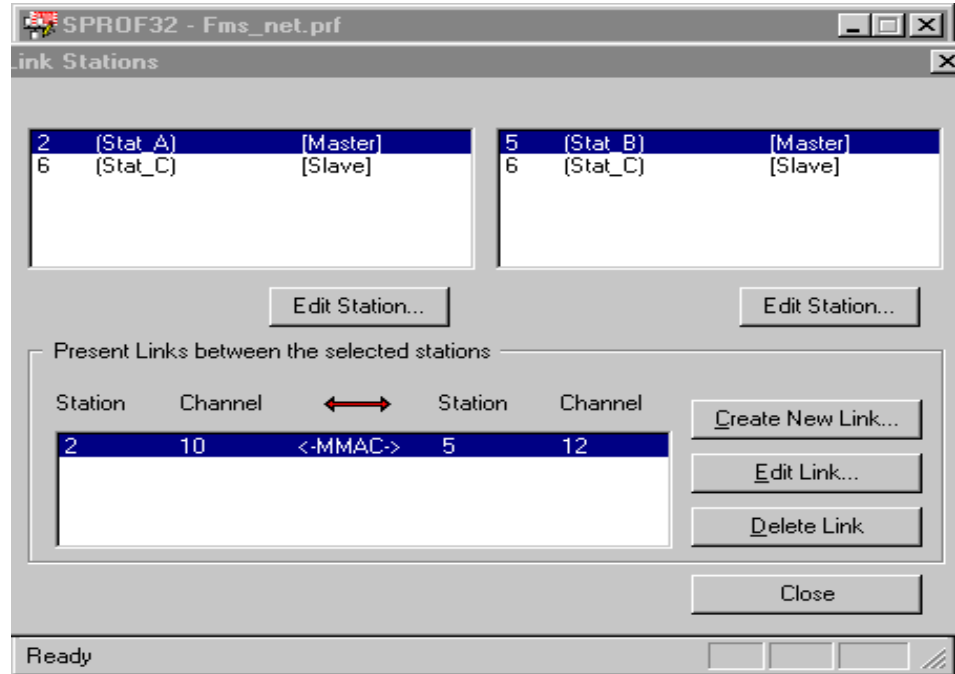 SPROF32 - Fms_net.prf
Link Stations
2 (Stat_A) [Master]
6 (Stat_C) [Slave]
5 (Stat_B) [Master]
6 (Stat_C) [Slave]
Edit Station...
Edit Station...
Present Links between the selected stations
Station Channel Station Channel
2 10 <-MMAC-> 5 12
Create New Link...
Edit Link...
Delete Link
Close
Ready